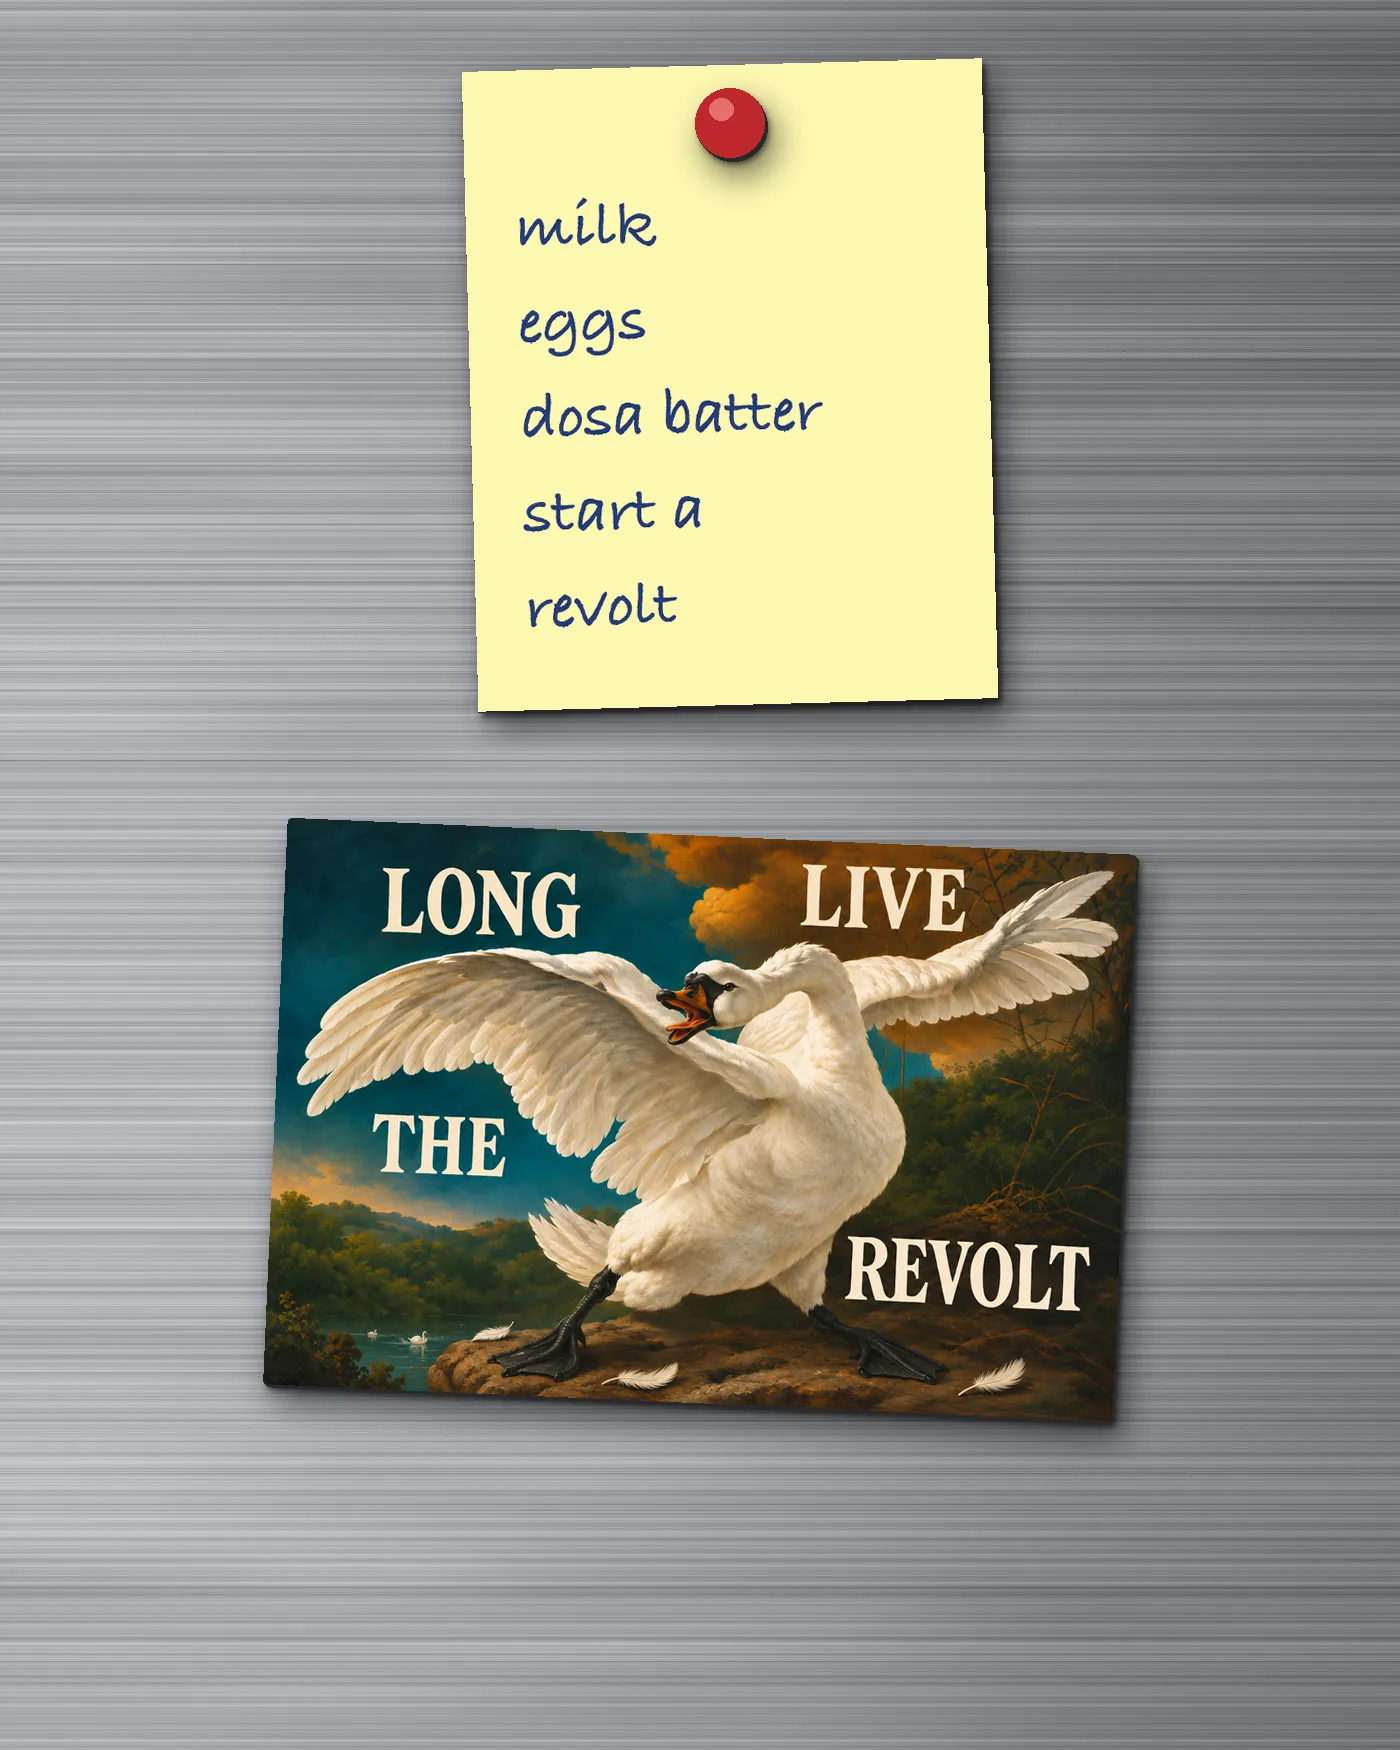 milk
eggs
dosa batter
start a
revolt
LONG LIVE
THE
REVOLT